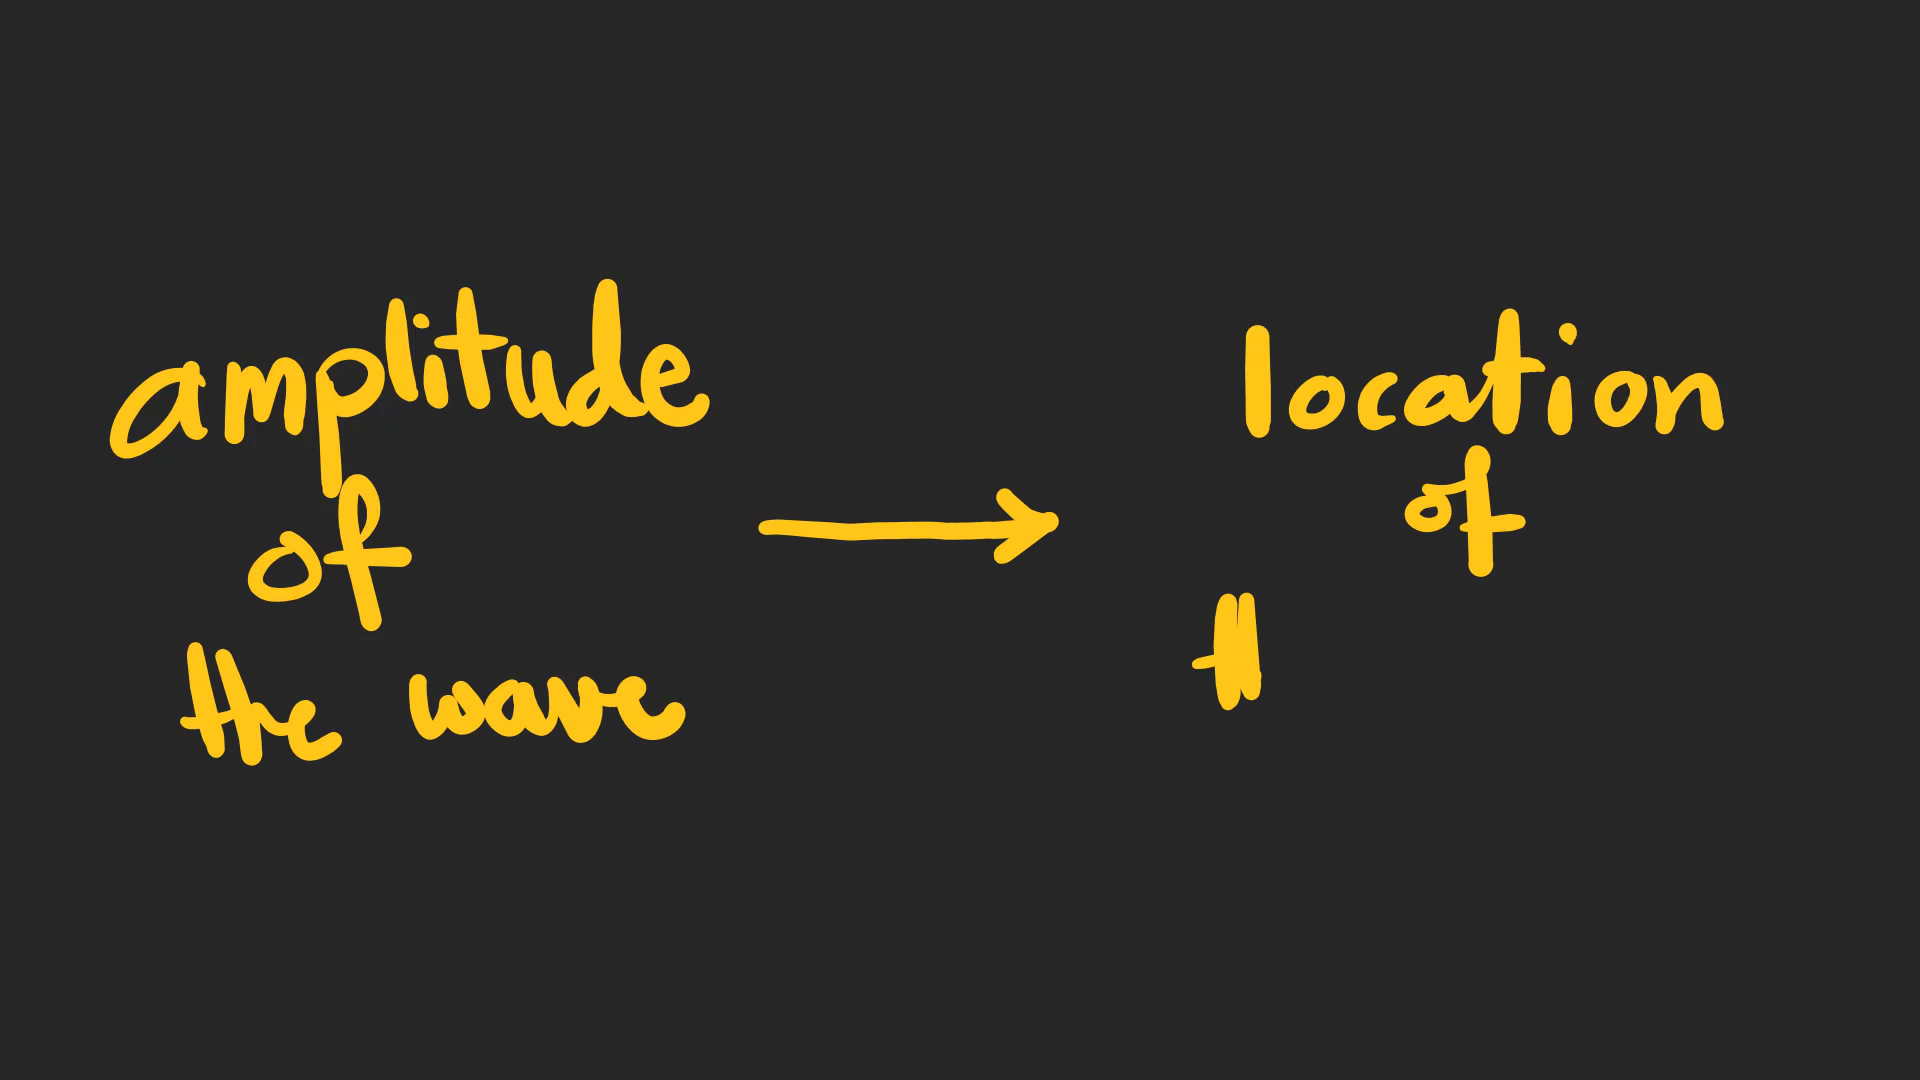 amplitude
of
the wave
location
of